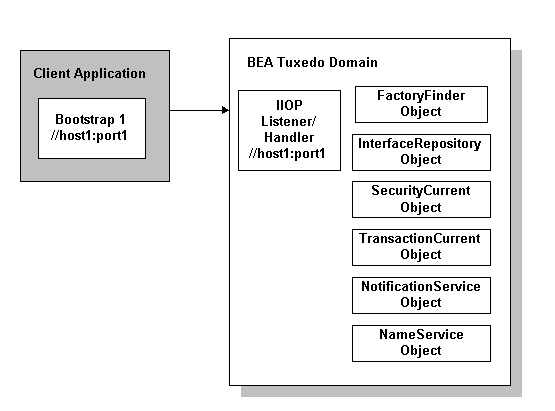 Client Application
Bootstrap 1
//host1:port1
BEA Tuxedo Domain
IIOP
Listener/
Handler
//host1:port1
FactoryFinder
Object
InterfaceRepository
Object
SecurityCurrent
Object
TransactionCurrent
Object
NotificationService
Object
NameService
Object